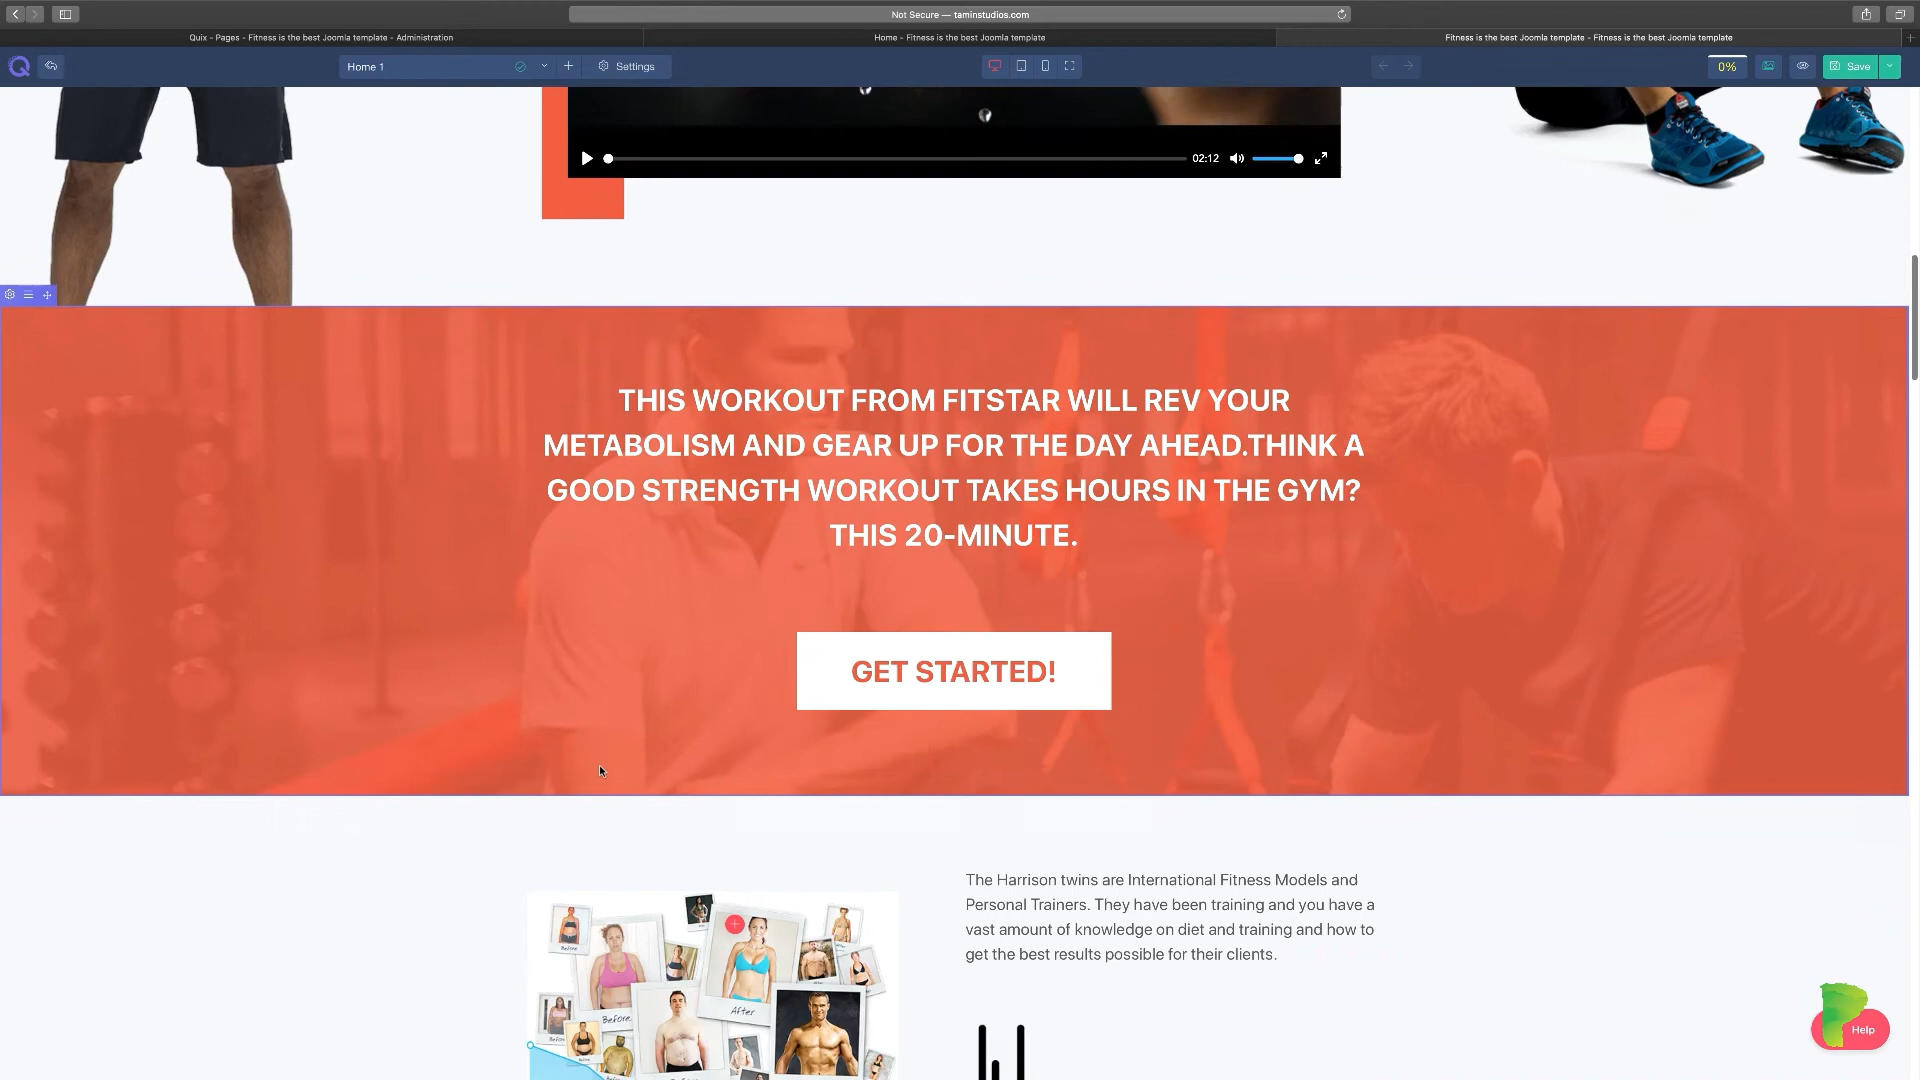 Not Secure — taminstudios.com
Quix - Pages - Fitness is the best Joomla template - Administration
Home - Fitness is the best Joomla template
Fitness is the best Joomla template - Fitness is the best Joomla template
Home 1
Settings
0%
Save
02:12
THIS WORKOUT FROM FITSTAR WILL REV YOUR
METABOLISM AND GEAR UP FOR THE DAY AHEAD.THINK A
GOOD STRENGTH WORKOUT TAKES HOURS IN THE GYM?
THIS 20-MINUTE.
GET STARTED!
The Harrison twins are International Fitness Models and
Personal Trainers. They have been training and you have a
vast amount of knowledge on diet and training and how to
get the best results possible for their clients.
Before
Before
After
Before
Help